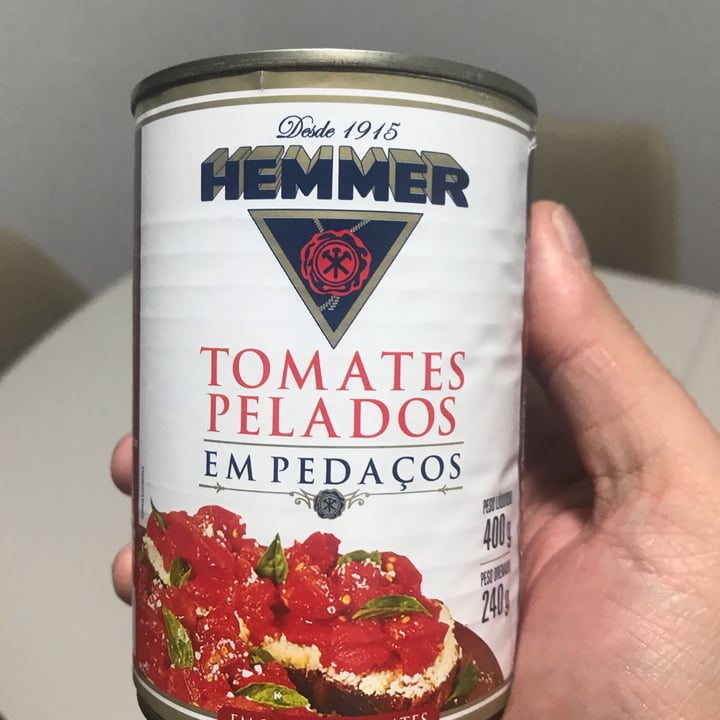 Desde 1915
HEMMER
TOMATES
PELADOS
EM PEDAÇOS
PESO LÍQUIDO
400g
PESO DRENADO
240g